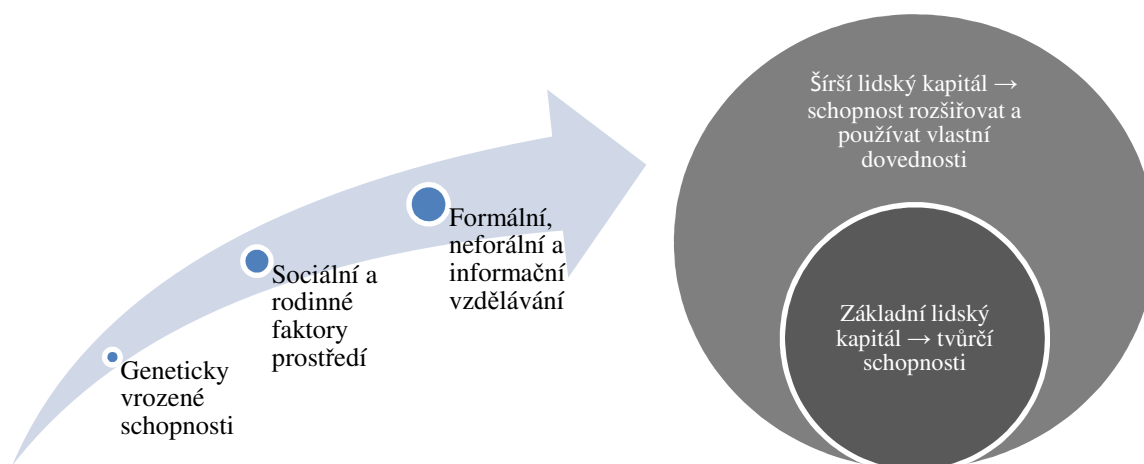 Geneticky
vrozené
schopnosti
Sociální a
rodinné
faktory
prostředí
Formální,
neforální a
informační
vzdělávání
Šírší lidský kapitál →
schopnost rozšiřovat a
používat vlastní
dovednosti
Základní lidský
kapitál → tvůrčí
schopnosti